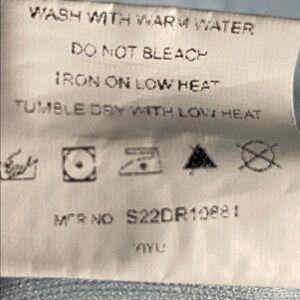 WASH WITH WARM WATER
DO NOT BLEACH
IRON ON LOW HEAT
TUMBLE DRY WITH LOW HEAT
MFR NO S22DR10881
YIYU